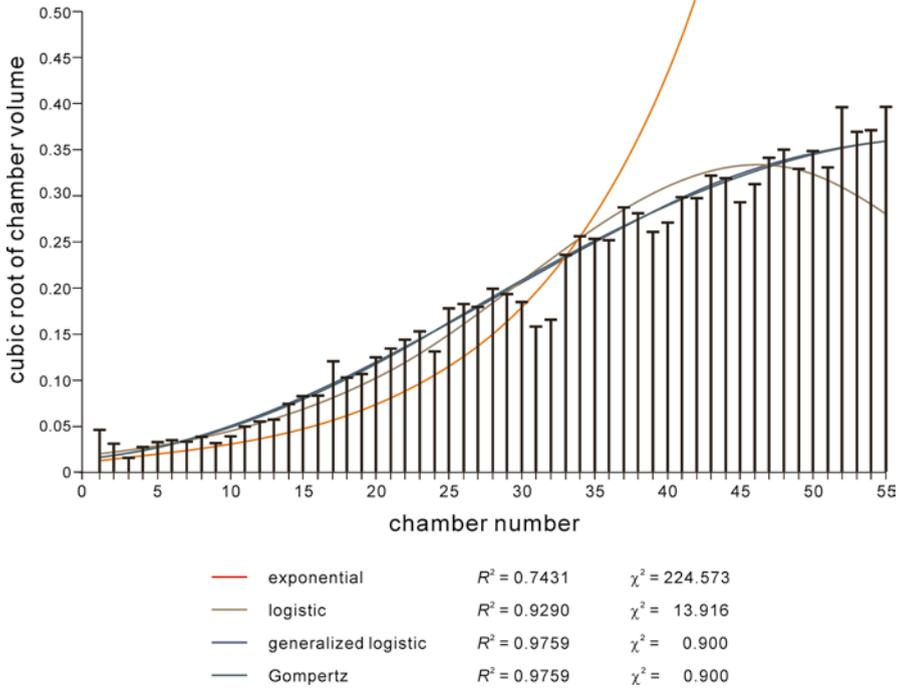 0.50
0.45
0.40
0.35
0.30
0.25
0.20
0.15
0.10
0.05
0
cubic root of chamber volume
0 5 10 15 20 25 30 35 40 45 50 55
chamber number
exponential R² = 0.7431 χ² = 224.573
logistic R² = 0.9290 χ² = 13.916
generalized logistic R² = 0.9759 χ² = 0.900
Gompertz R² = 0.9759 χ² = 0.900